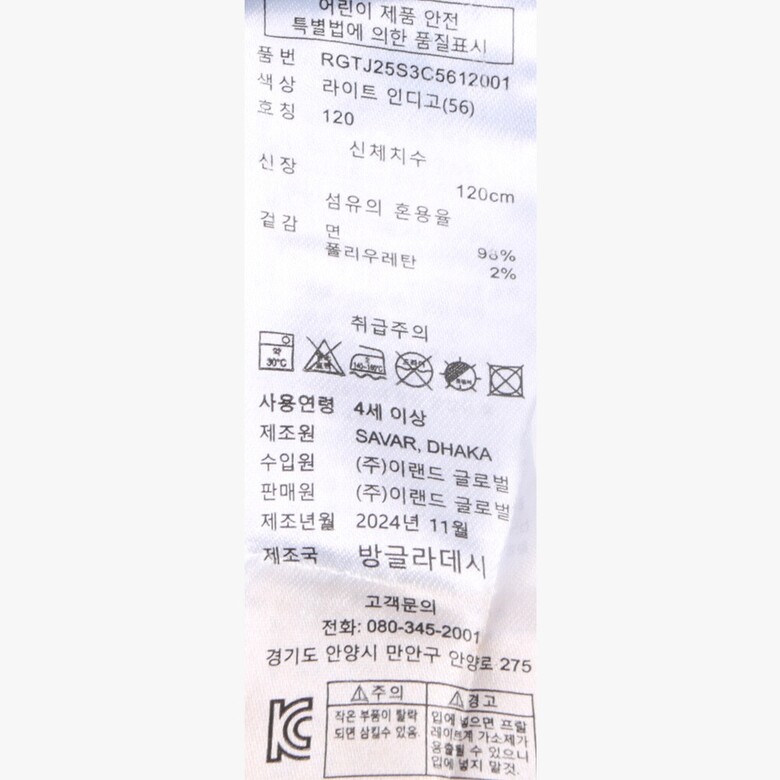 어린이 제품 안전
특별법에 의한 품질표시
품번 RGTJ25S3C5612001
색상 라이트 인디고(56)
호칭 120
신체치수
신장 120cm
섬유의 혼용율
겉감 면 98%
폴리우레탄 2%
취급주의
약 30℃
140~160℃
드라이
사용연령 4세 이상
제조원 SAVAR, DHAKA
수입원 (주)이랜드 글로벌
판매원 (주)이랜드 글로벌
제조년월 2024년 11월
제조국 방글라데시
고객문의
전화: 080-345-2001
경기도 안양시 만안구 안양로 275
주의
작은 부품이 탈락
되면 삼킬수 있음.
경고
입에 넣으면 프탈
레이트계 가소제가
용출될 수 있으니
입에 넣지 말것.